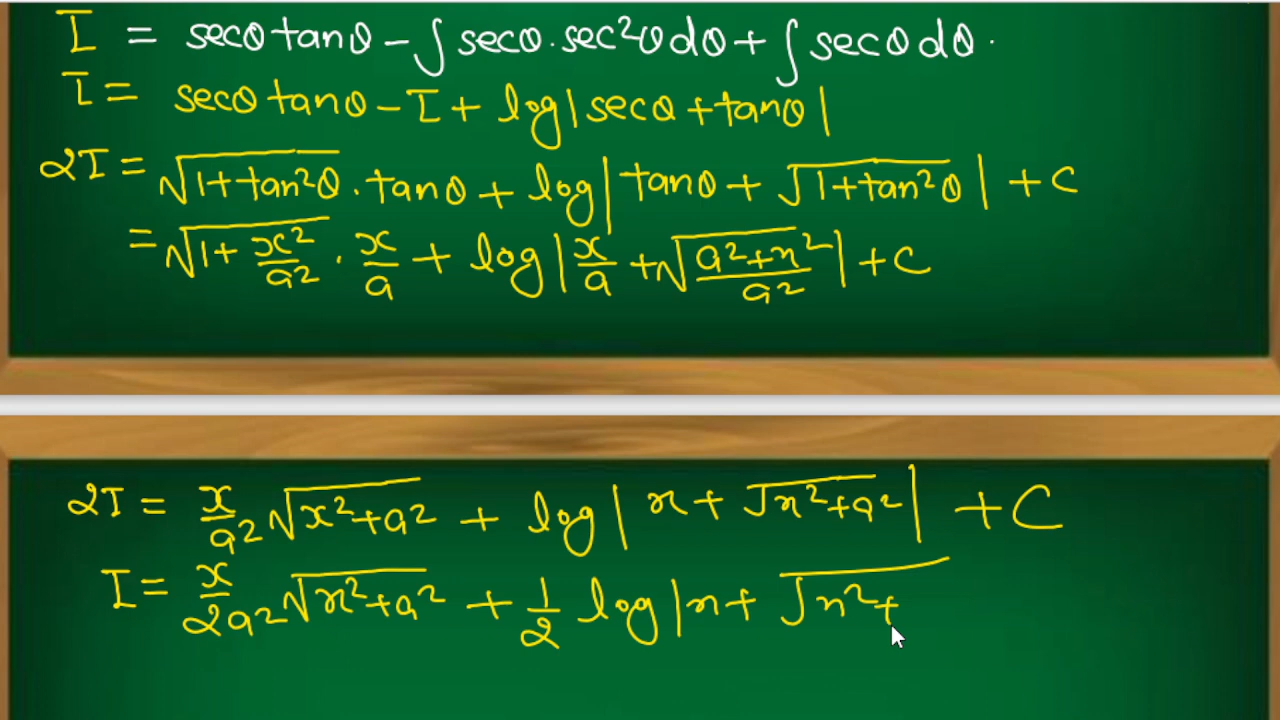 I = secθ tanθ - ∫ secθ. sec²θ dθ + ∫ secθ dθ.
I = secθ tanθ - I + log|secθ + tanθ|
2I = √(1+tan²θ) . tanθ + log|tanθ + √(1+tan²θ)| + C
= √(1+x²/a²) . x/a + log|x/a + √((a²+x²)/a²)| + C
2I = x/a² √(x²+a²) + log|x + √(x²+a²)| + C
I = x/2a² √(x²+a²) + 1/2 log|x + √x²+